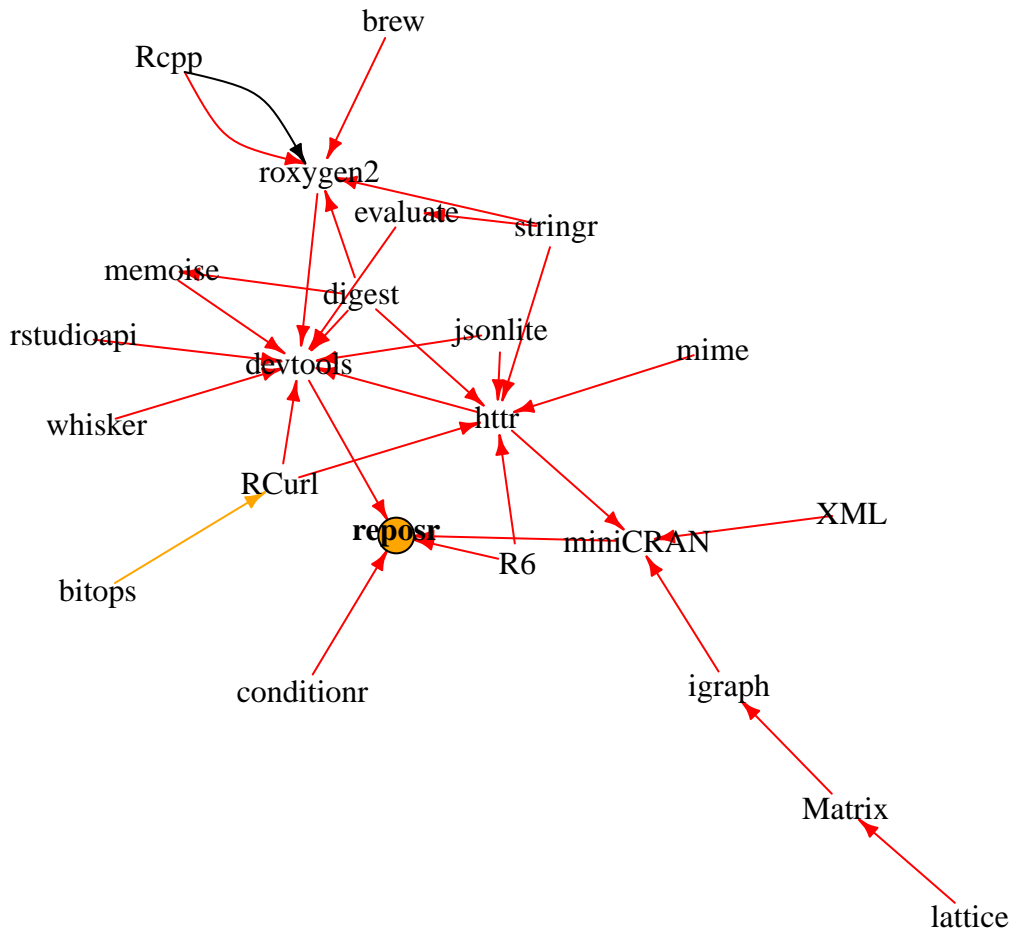 brew
Rcpp
roxygen2
evaluate
stringr
memoise
digest
rstudioapi
jsonlite
mime
devtools
whisker
httr
RCurl
XML
reposr
miniCRAN
R6
bitops
conditionr
igraph
Matrix
lattice